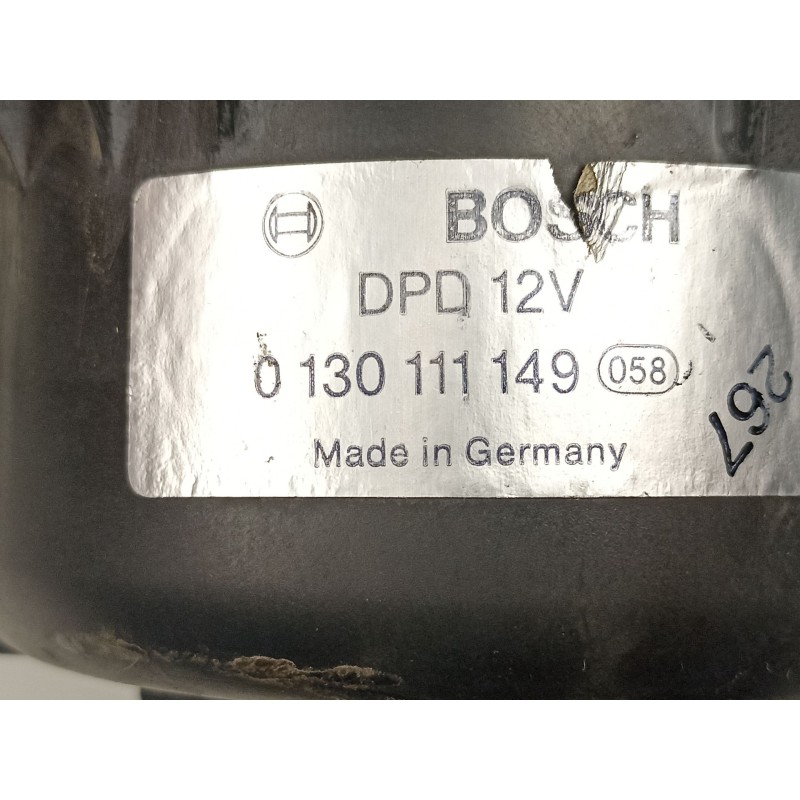 BOSCH
DPD 12V
0 130 111 149 058
Made in Germany
267